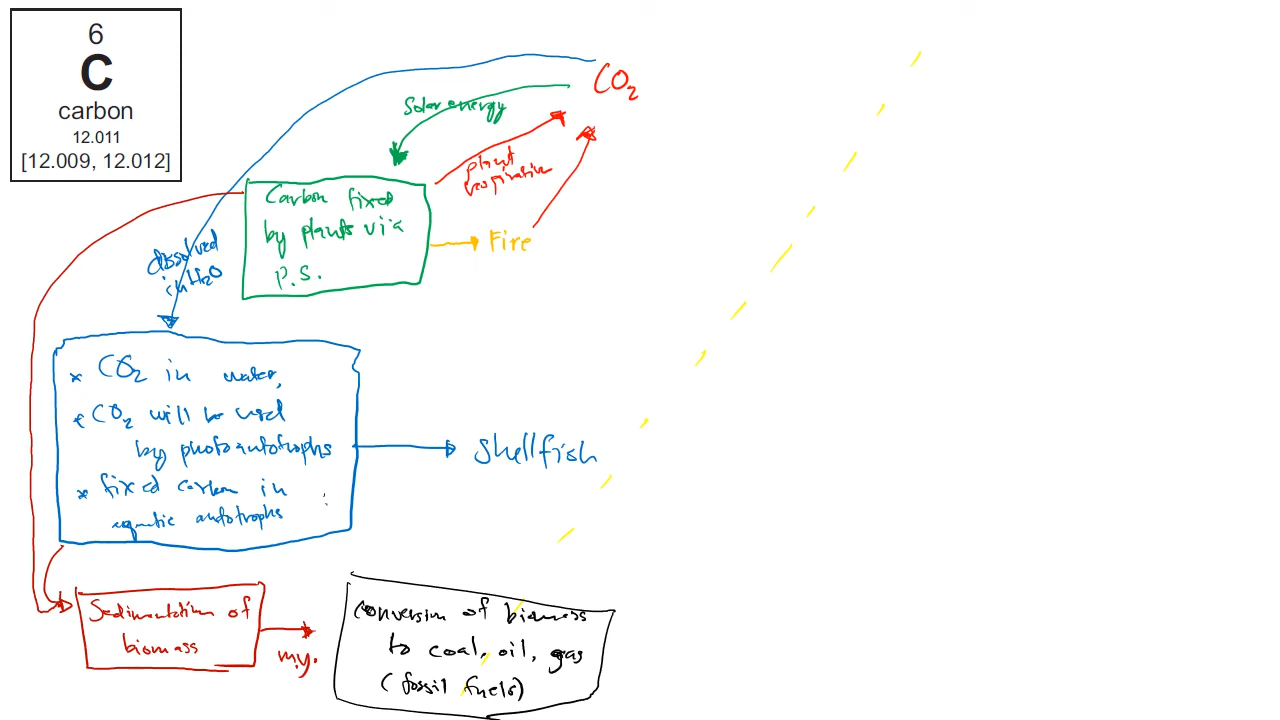 6
C
carbon
12.011
[12.009, 12.012]
CO2
Solar energy
plant
respiration
Carbon fixed
by plants via
P.S.
Fire
dissolved
in H2O
* CO2 in water,
* CO2 will be used
by photoautotrophs
* fixed carbon in
aquatic autotrophs
Shellfish
Sedimentation of
biomass
m.y.
conversion of biomass
to coal, oil, gas
(fossil fuels)